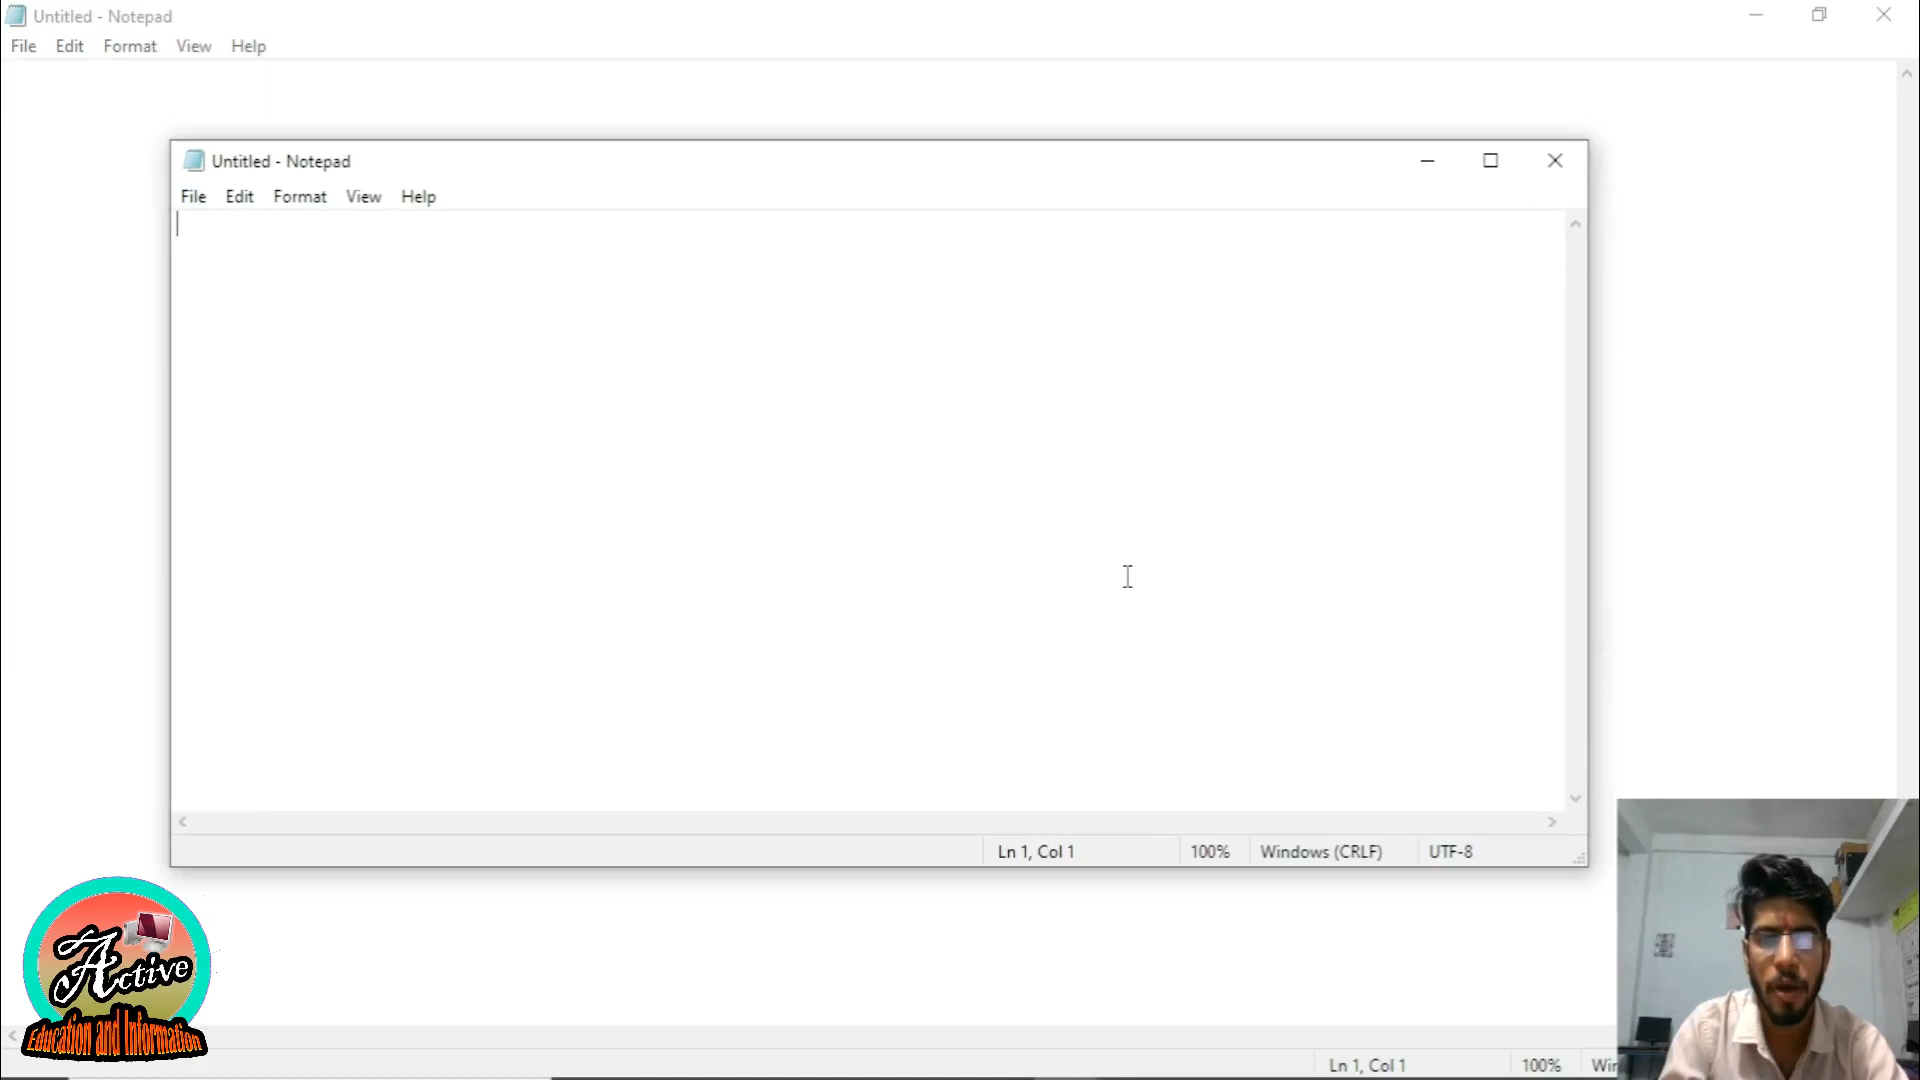 Untitled - Notepad
File Edit Format View Help
Untitled - Notepad
File Edit Format View Help
Ln 1, Col 1 100% Windows (CRLF) UTF-8
Active
Education and Information
Ln 1, Col 1 100%